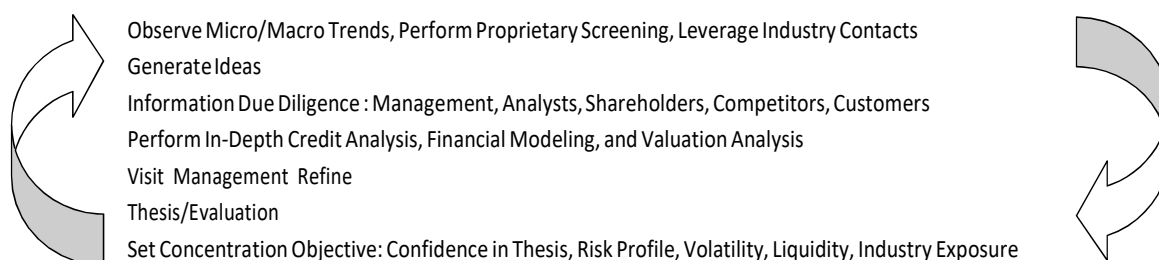 Observe Micro/Macro Trends, Perform Proprietary Screening, Leverage Industry Contacts
Generate Ideas
Information Due Diligence : Management, Analysts, Shareholders, Competitors, Customers
Perform In-Depth Credit Analysis, Financial Modeling, and Valuation Analysis
Visit Management Refine
Thesis/Evaluation
Set Concentration Objective: Confidence in Thesis, Risk Profile, Volatility, Liquidity, Industry Exposure